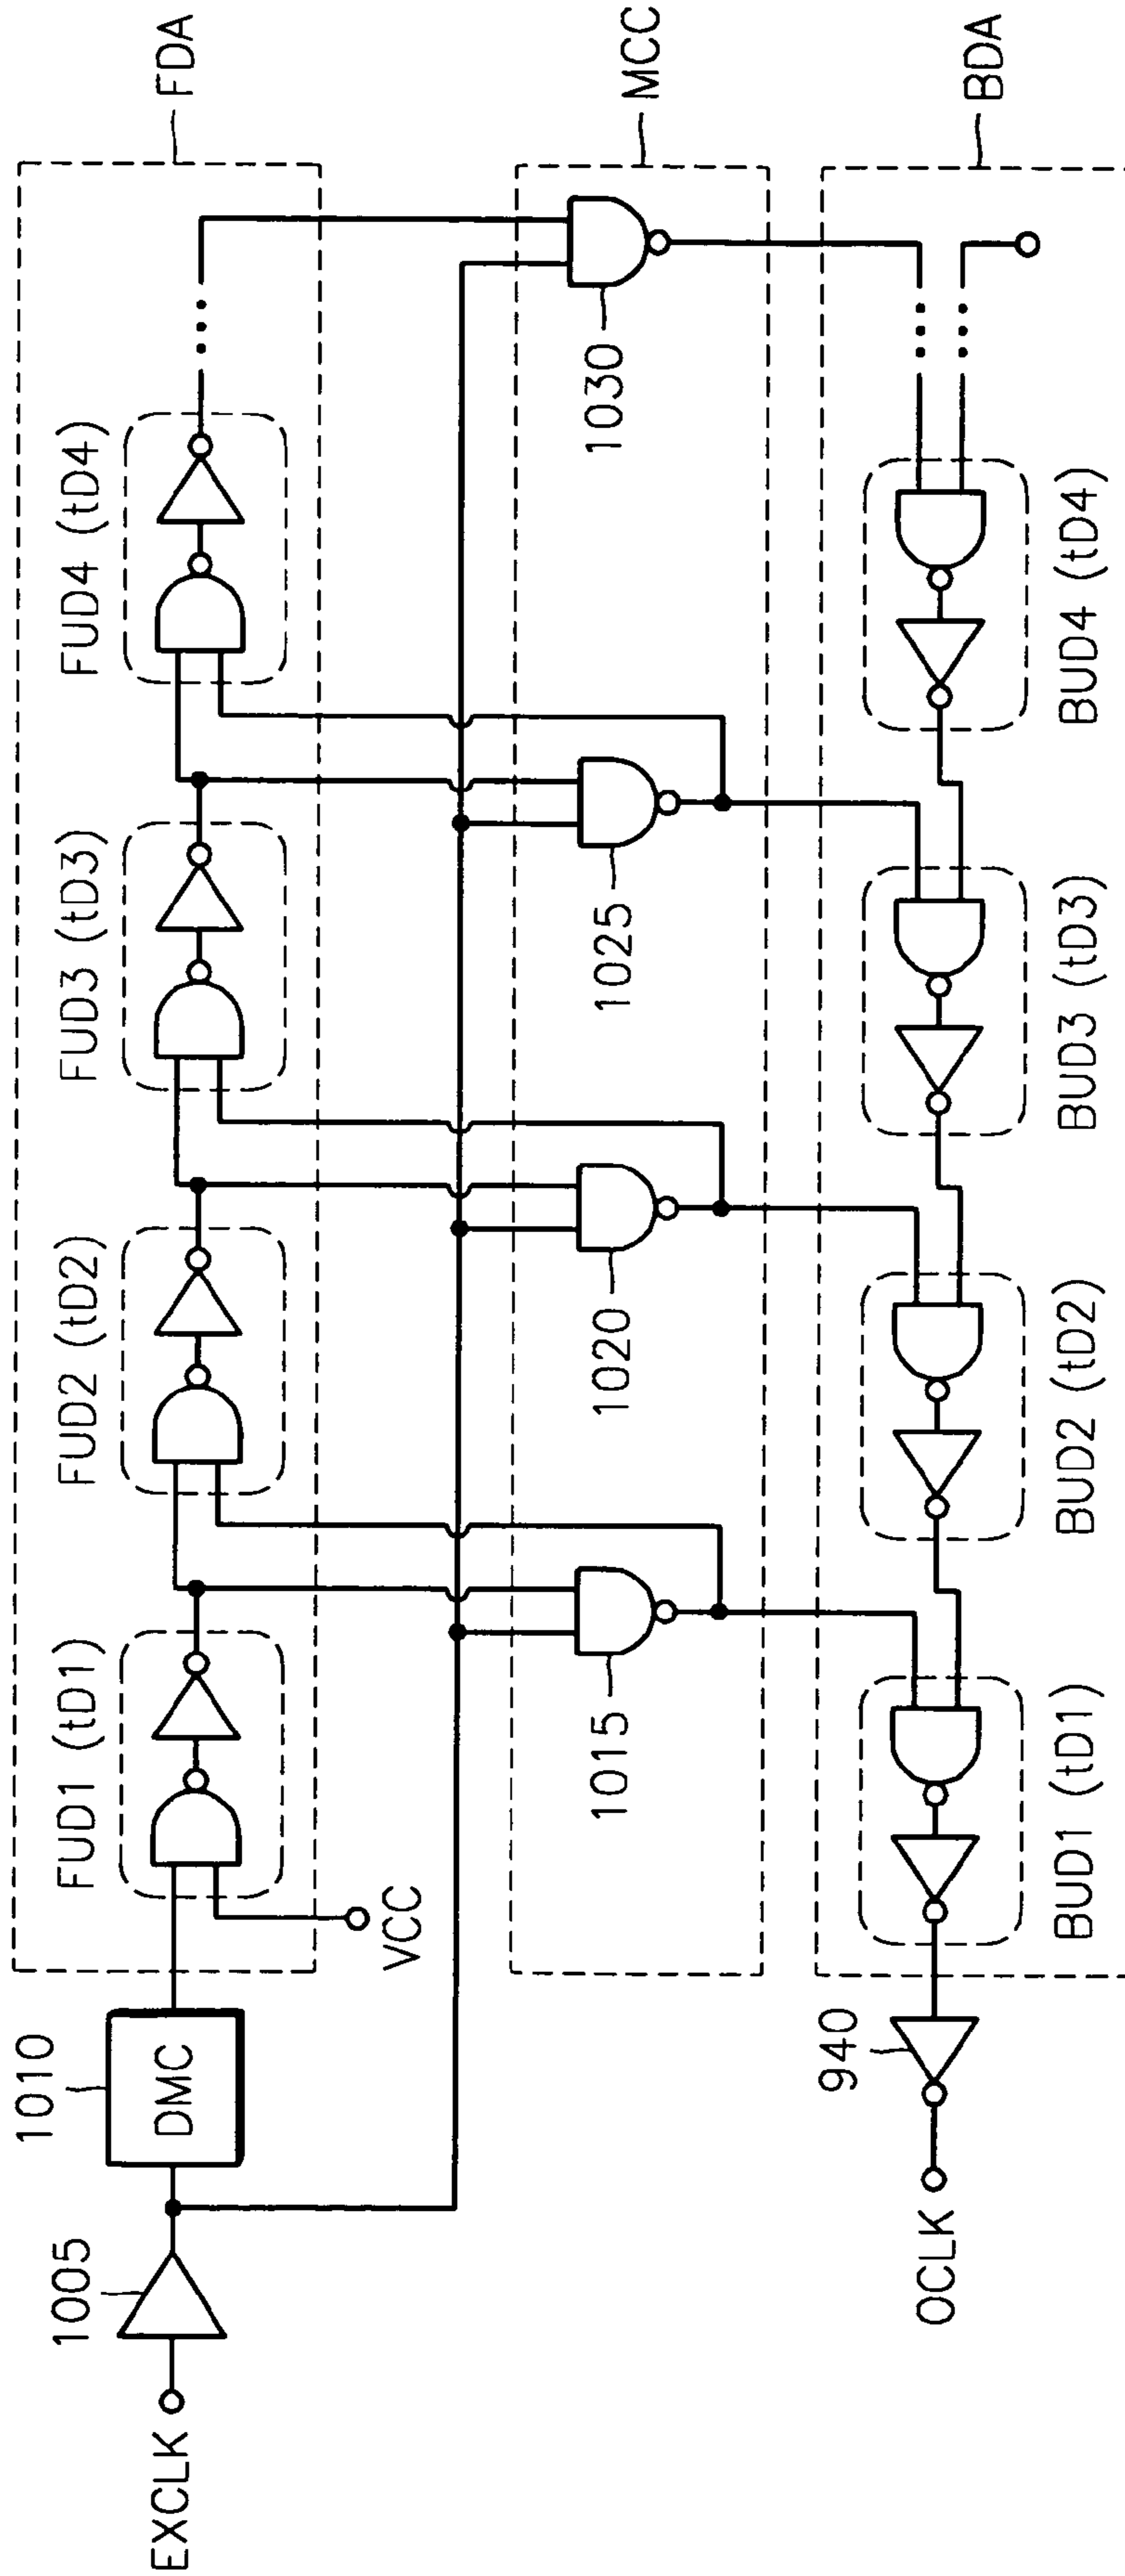 EXCLK
1005
1010
DMC
VCC
FUD1 (tD1)
FUD2 (tD2)
FUD3 (tD3)
FUD4 (tD4)
FDA
1015
1020
1025
1030
MCC
OCLK
940
BUD1 (tD1)
BUD2 (tD2)
BUD3 (tD3)
BUD4 (tD4)
BDA